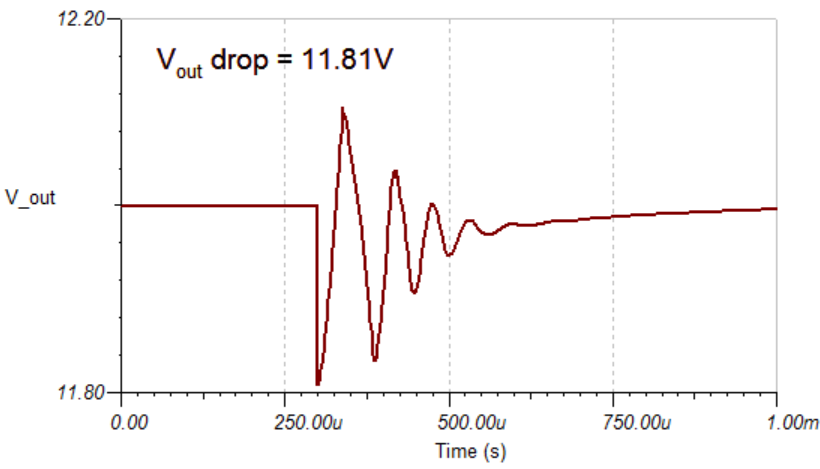 12.20
V_out drop = 11.81V
V_out
11.80
0.00 250.00u 500.00u 750.00u 1.00m
Time (s)